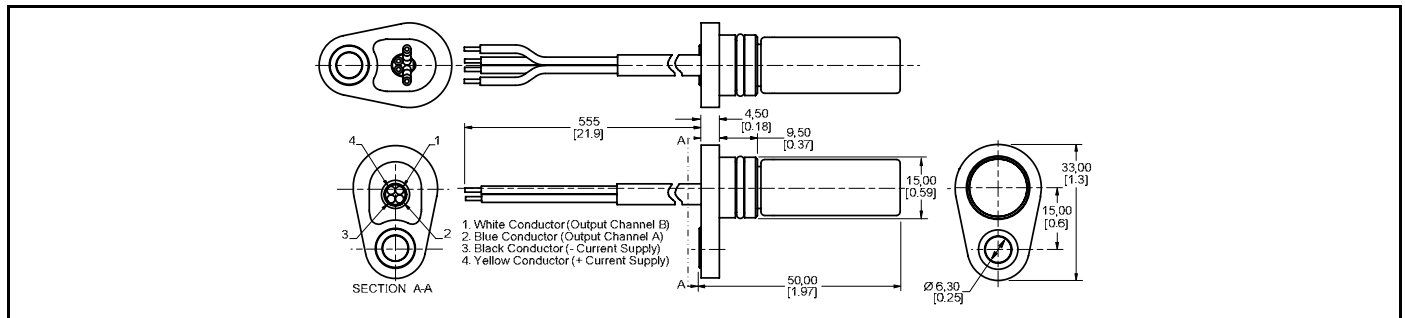 4,50
[0.18]
555
[21.9]
A
9,50
[0.37]
4
1
33,00
[1.3]
15,00
[0.59]
15,00
[0.6]
3
2
1. White Conductor (Output Channel B)
2. Blue Conductor (Output Channel A)
3. Black Conductor (- Current Supply)
4. Yellow Conductor (+ Current Supply)
SECTION A-A
A
50,00
[1.97]
Ø 6,30
[0.25]